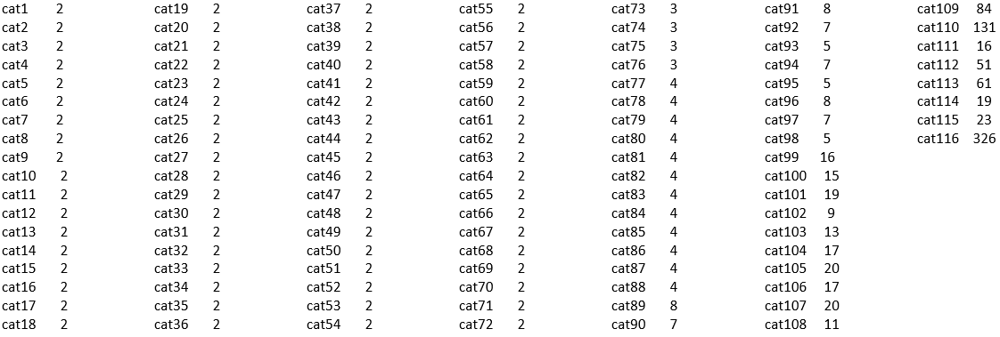 cat1 2 cat19 2 cat37 2 cat55 2 cat73 3 cat91 8 cat109 84
cat2 2 cat20 2 cat38 2 cat56 2 cat74 3 cat92 7 cat110 131
cat3 2 cat21 2 cat39 2 cat57 2 cat75 3 cat93 5 cat111 16
cat4 2 cat22 2 cat40 2 cat58 2 cat76 3 cat94 7 cat112 51
cat5 2 cat23 2 cat41 2 cat59 2 cat77 4 cat95 5 cat113 61
cat6 2 cat24 2 cat42 2 cat60 2 cat78 4 cat96 8 cat114 19
cat7 2 cat25 2 cat43 2 cat61 2 cat79 4 cat97 7 cat115 23
cat8 2 cat26 2 cat44 2 cat62 2 cat80 4 cat98 5 cat116 326
cat9 2 cat27 2 cat45 2 cat63 2 cat81 4 cat99 16
cat10 2 cat28 2 cat46 2 cat64 2 cat82 4 cat100 15
cat11 2 cat29 2 cat47 2 cat65 2 cat83 4 cat101 19
cat12 2 cat30 2 cat48 2 cat66 2 cat84 4 cat102 9
cat13 2 cat31 2 cat49 2 cat67 2 cat85 4 cat103 13
cat14 2 cat32 2 cat50 2 cat68 2 cat86 4 cat104 17
cat15 2 cat33 2 cat51 2 cat69 2 cat87 4 cat105 20
cat16 2 cat34 2 cat52 2 cat70 2 cat88 4 cat106 17
cat17 2 cat35 2 cat53 2 cat71 2 cat89 8 cat107 20
cat18 2 cat36 2 cat54 2 cat72 2 cat90 7 cat108 11